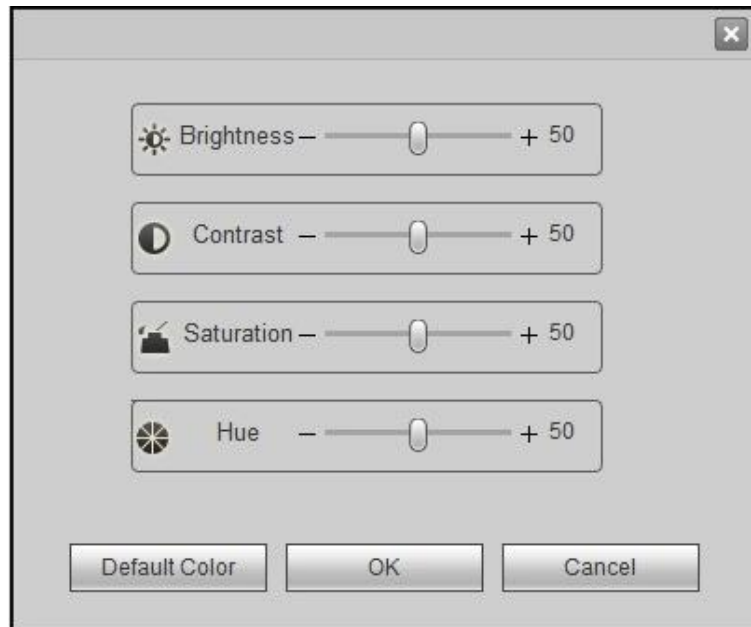 Brightness − + 50
Contrast − + 50
Saturation − + 50
Hue − + 50
Default Color OK Cancel